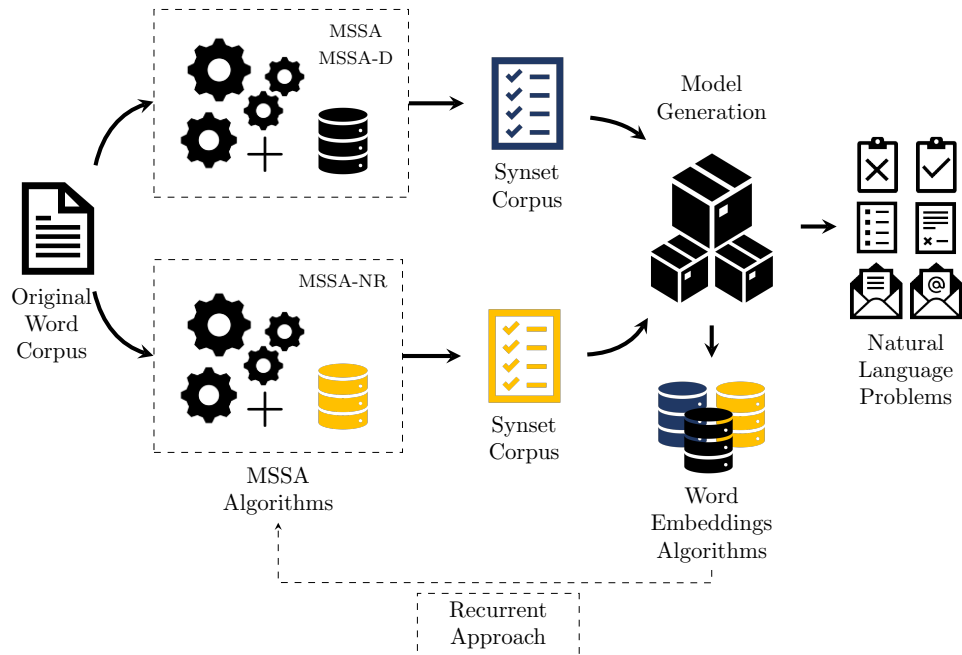 MSSA
MSSA-D
Synset
Corpus
Model
Generation
Original
Word
Corpus
MSSA-NR
Synset
Corpus
MSSA
Algorithms
Word
Embeddings
Algorithms
Natural
Language
Problems
Recurrent
Approach
@